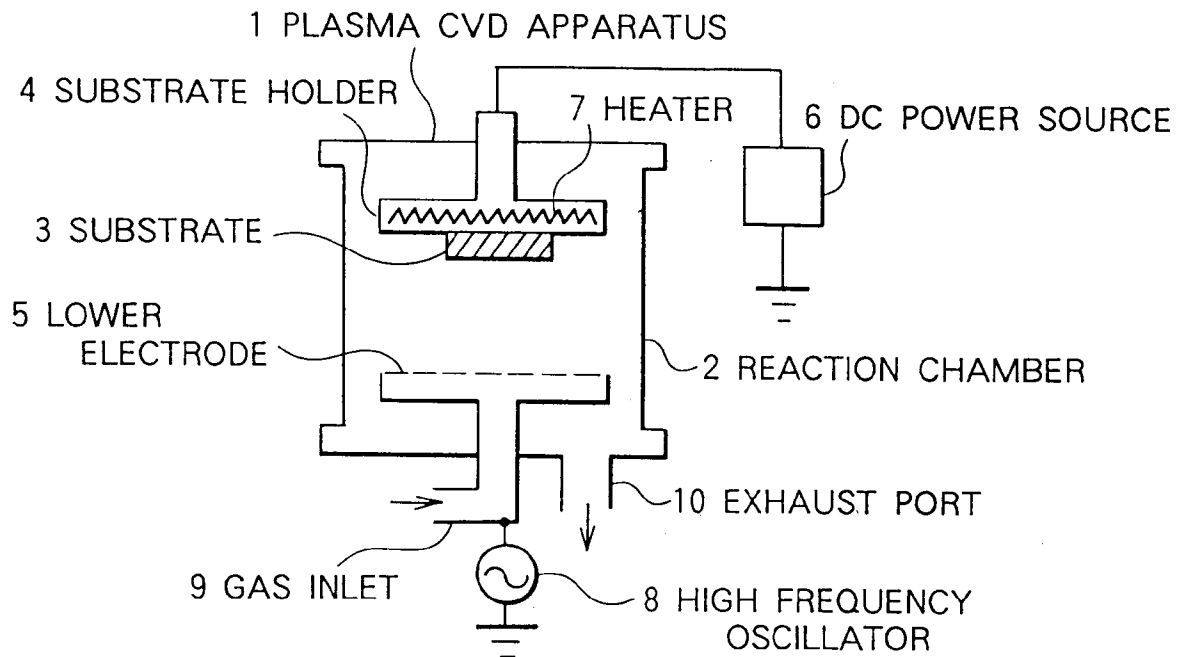 1 PLASMA CVD APPARATUS
4 SUBSTRATE HOLDER
7 HEATER
6 DC POWER SOURCE
3 SUBSTRATE
5 LOWER
ELECTRODE
2 REACTION CHAMBER
10 EXHAUST PORT
9 GAS INLET
8 HIGH FREQUENCY
OSCILLATOR